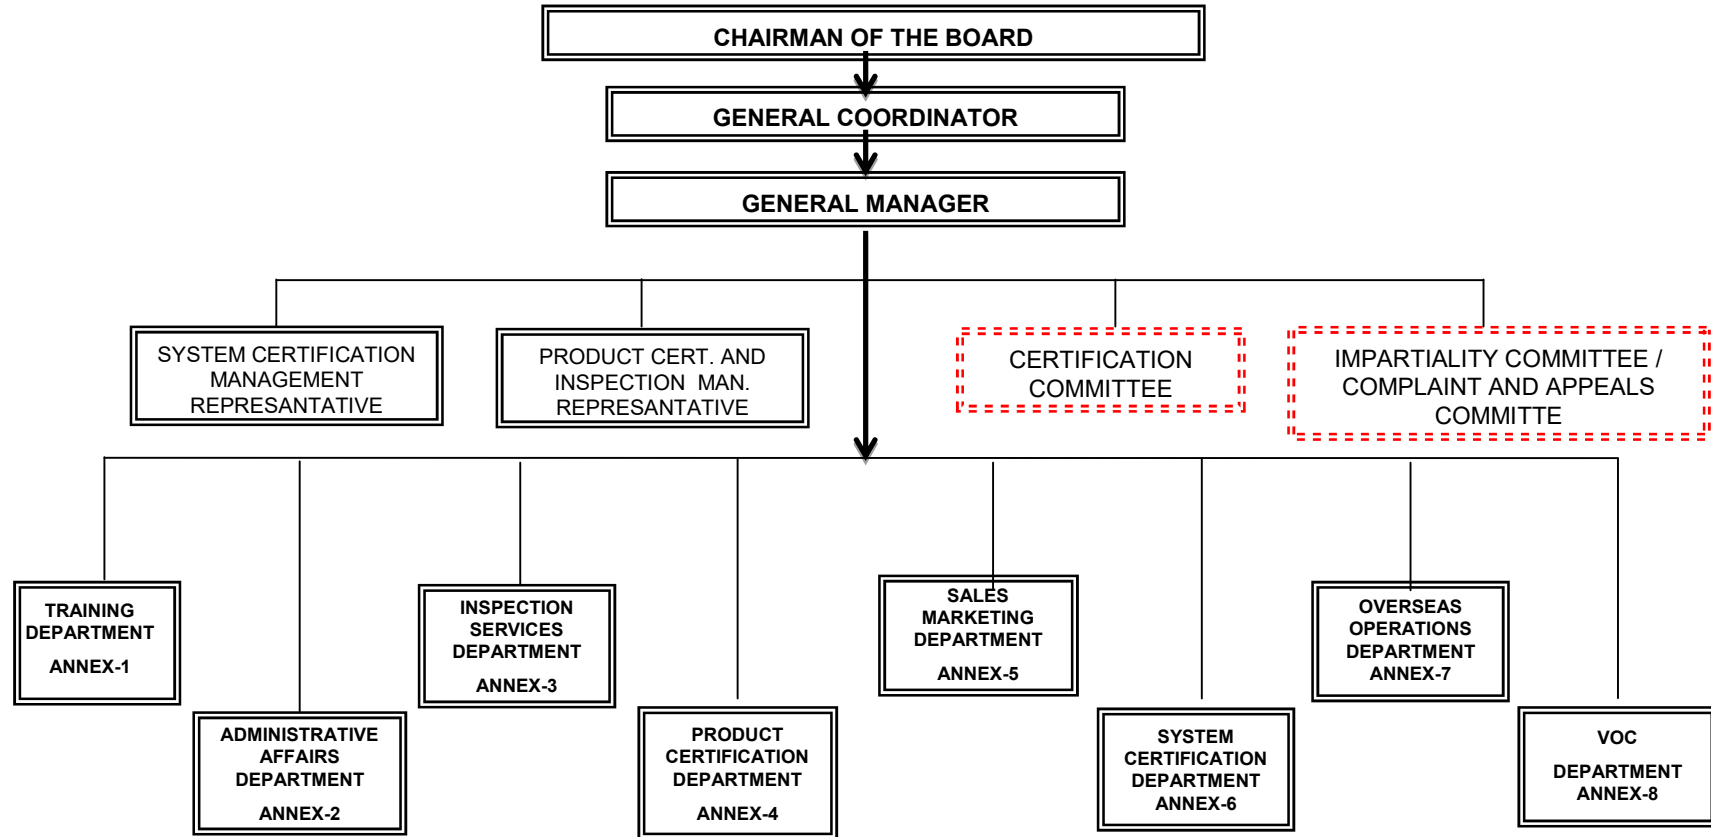 CHAIRMAN OF THE BOARD
GENERAL COORDINATOR
GENERAL MANAGER
SYSTEM CERTIFICATION
MANAGEMENT
REPRESANTATIVE
PRODUCT CERT. AND
INSPECTION MAN.
REPRESANTATIVE
CERTIFICATION
COMMITTEE
IMPARTIALITY COMMITTEE /
COMPLAINT AND APPEALS
COMMITTE
TRAINING
DEPARTMENT
ANNEX-1
ADMINISTRATIVE
AFFAIRS
DEPARTMENT
ANNEX-2
INSPECTION
SERVICES
DEPARTMENT
ANNEX-3
PRODUCT
CERTIFICATION
DEPARTMENT
ANNEX-4
SALES
MARKETING
DEPARTMENT
ANNEX-5
SYSTEM
CERTIFICATION
DEPARTMENT
ANNEX-6
OVERSEAS
OPERATIONS
DEPARTMENT
ANNEX-7
VOC
DEPARTMENT
ANNEX-8